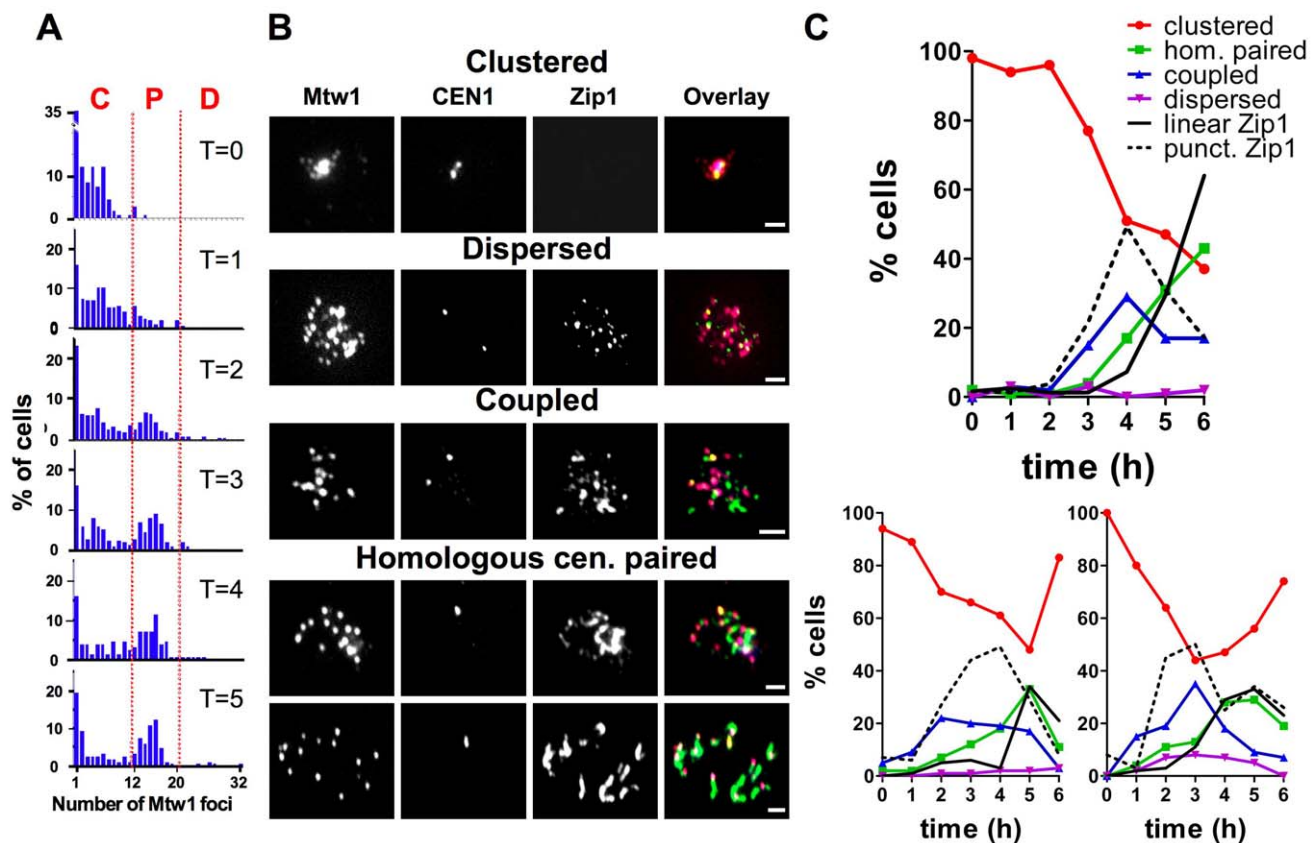 A
C P D
35
10
0
T=0
20
10
0
T=1
20
10
0
T=2
20
10
0
T=3
20
10
0
T=4
20
10
0
T=5
% of cells
1 12 20 32
Number of Mtw1 foci
B
Clustered
Mtw1 CEN1 Zip1 Overlay
Dispersed
Coupled
Homologous cen. paired
C
clustered
hom. paired
coupled
dispersed
linear Zip1
punct. Zip1
100
80
60
40
20
0
% cells
0 1 2 3 4 5 6
time (h)
100
80
60
40
20
0
% cells
0 1 2 3 4 5 6
time (h)
100
80
60
40
20
0
0 1 2 3 4 5 6
time (h)